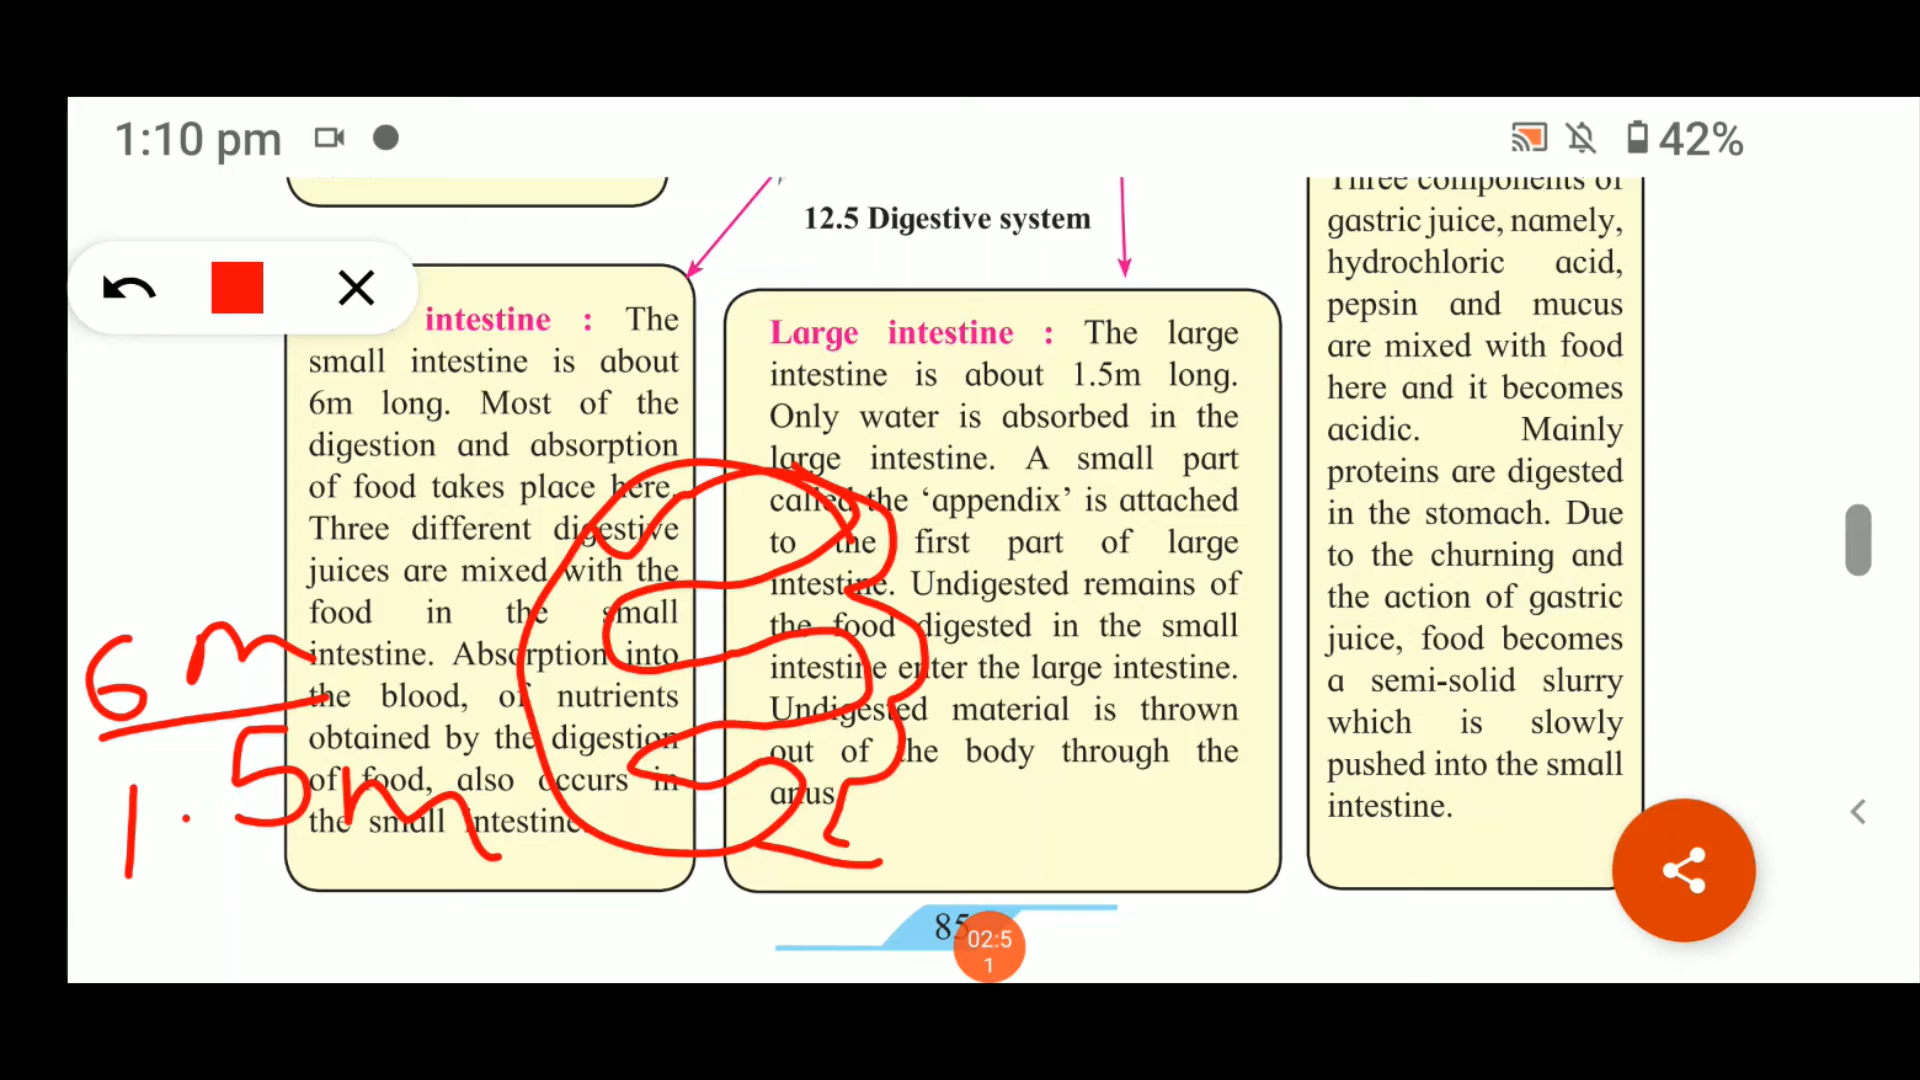 1:10 pm
42%
12.5 Digestive system
intestine : The
small intestine is about
6m long. Most of the
digestion and absorption
of food takes place here.
Three different digestive
juices are mixed with the
food in the small
intestine. Absorption into
the blood, of nutrients
obtained by the digestion
of food, also occurs in
the small intestine.
Large intestine : The large
intestine is about 1.5m long.
Only water is absorbed in the
large intestine. A small part
called the ‘appendix’ is attached
to the first part of large
intestine. Undigested remains of
the food digested in the small
intestine enter the large intestine.
Undigested material is thrown
out of the body through the
anus
Three components of
gastric juice, namely,
hydrochloric acid,
pepsin and mucus
are mixed with food
here and it becomes
acidic. Mainly
proteins are digested
in the stomach. Due
to the churning and
the action of gastric
juice, food becomes
a semi-solid slurry
which is slowly
pushed into the small
intestine.
6 m
1.5m
85
02:5
1